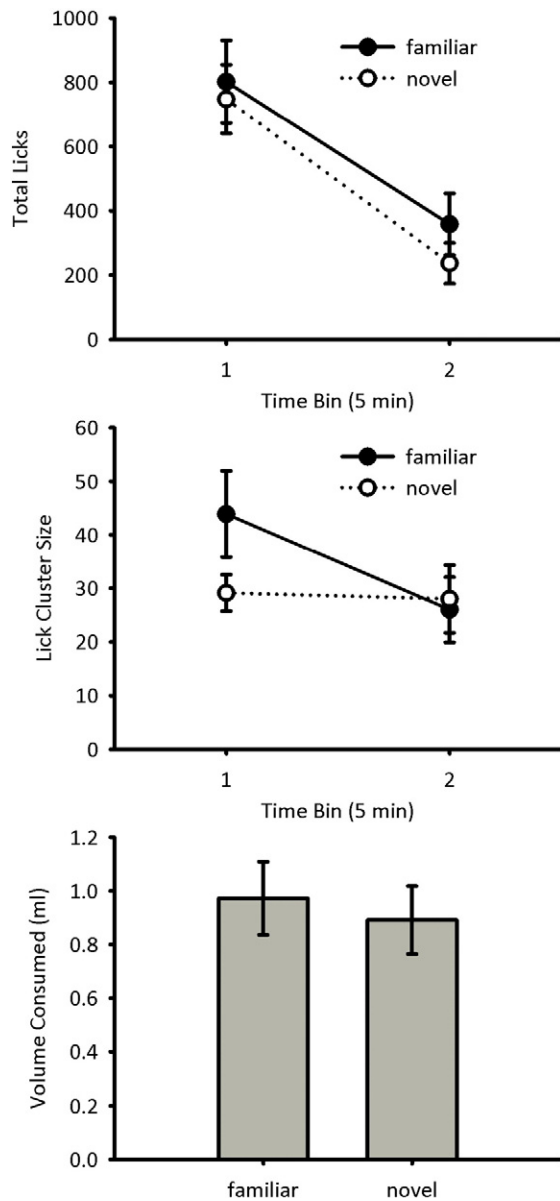 Total Licks
1000
800
600
400
200
0
familiar
novel
1 2
Time Bin (5 min)
Lick Cluster Size
60
50
40
30
20
10
0
familiar
novel
1 2
Time Bin (5 min)
Volume Consumed (ml)
1.2
1.0
0.8
0.6
0.4
0.2
0.0
familiar novel